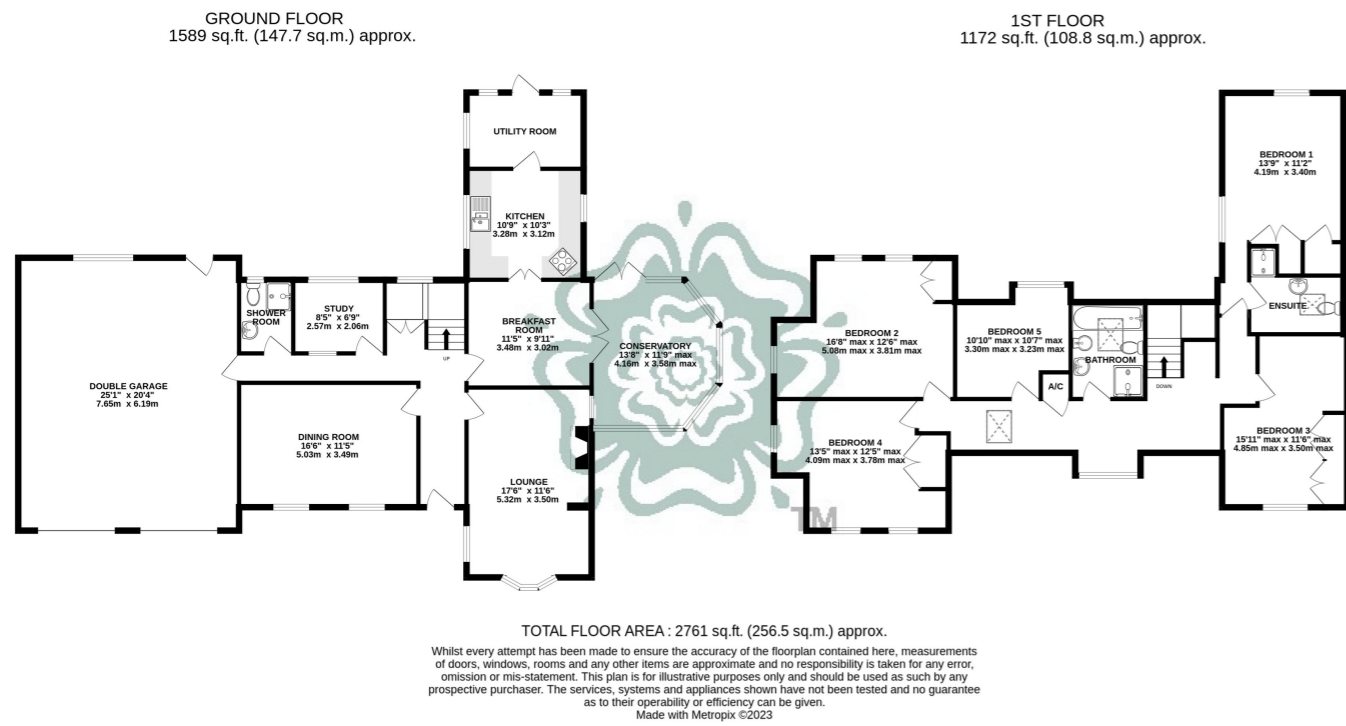 GROUND FLOOR
1589 sq.ft. (147.7 sq.m.) approx.
1ST FLOOR
1172 sq.ft. (108.8 sq.m.) approx.
UTILITY ROOM
KITCHEN
10'9" x 10'3"
3.28m x 3.12m
SHOWER
ROOM
STUDY
8'5" x 6'9"
2.57m x 2.06m
UP
BREAKFAST
ROOM
11'5" x 9'11"
3.48m x 3.02m
CONSERVATORY
13'8" x 11'9" max
4.16m x 3.58m max
DOUBLE GARAGE
25'1" x 20'4"
7.65m x 6.19m
DINING ROOM
16'6" x 11'5"
5.03m x 3.49m
LOUNGE
17'6" x 11'6"
5.32m x 3.50m
BEDROOM 1
13'9" x 11'2"
4.19m x 3.40m
ENSUITE
BEDROOM 2
16'8" max x 12'6" max
5.08m max x 3.81m max
BEDROOM 5
10'10" max x 10'7" max
3.30m max x 3.23m max
BATHROOM
A/C
DOWN
BEDROOM 4
13'5" max x 12'5" max
4.09m max x 3.78m max
BEDROOM 3
15'11" max x 11'6" max
4.85m max x 3.50m max
TM
TOTAL FLOOR AREA : 2761 sq.ft. (256.5 sq.m.) approx.
Whilst every attempt has been made to ensure the accuracy of the floorplan contained here, measurements
of doors, windows, rooms and any other items are approximate and no responsibility is taken for any error,
omission or mis-statement. This plan is for illustrative purposes only and should be used as such by any
prospective purchaser. The services, systems and appliances shown have not been tested and no guarantee
as to their operability or efficiency can be given.
Made with Metropix ©2023